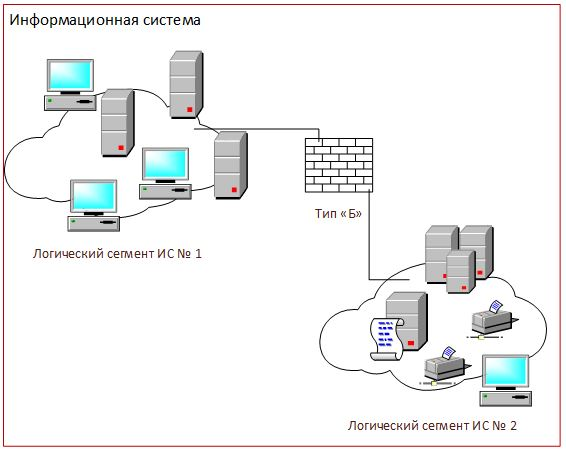 Информационная система
Логический сегмент ИС № 1
Тип «Б»
Логический сегмент ИС № 2